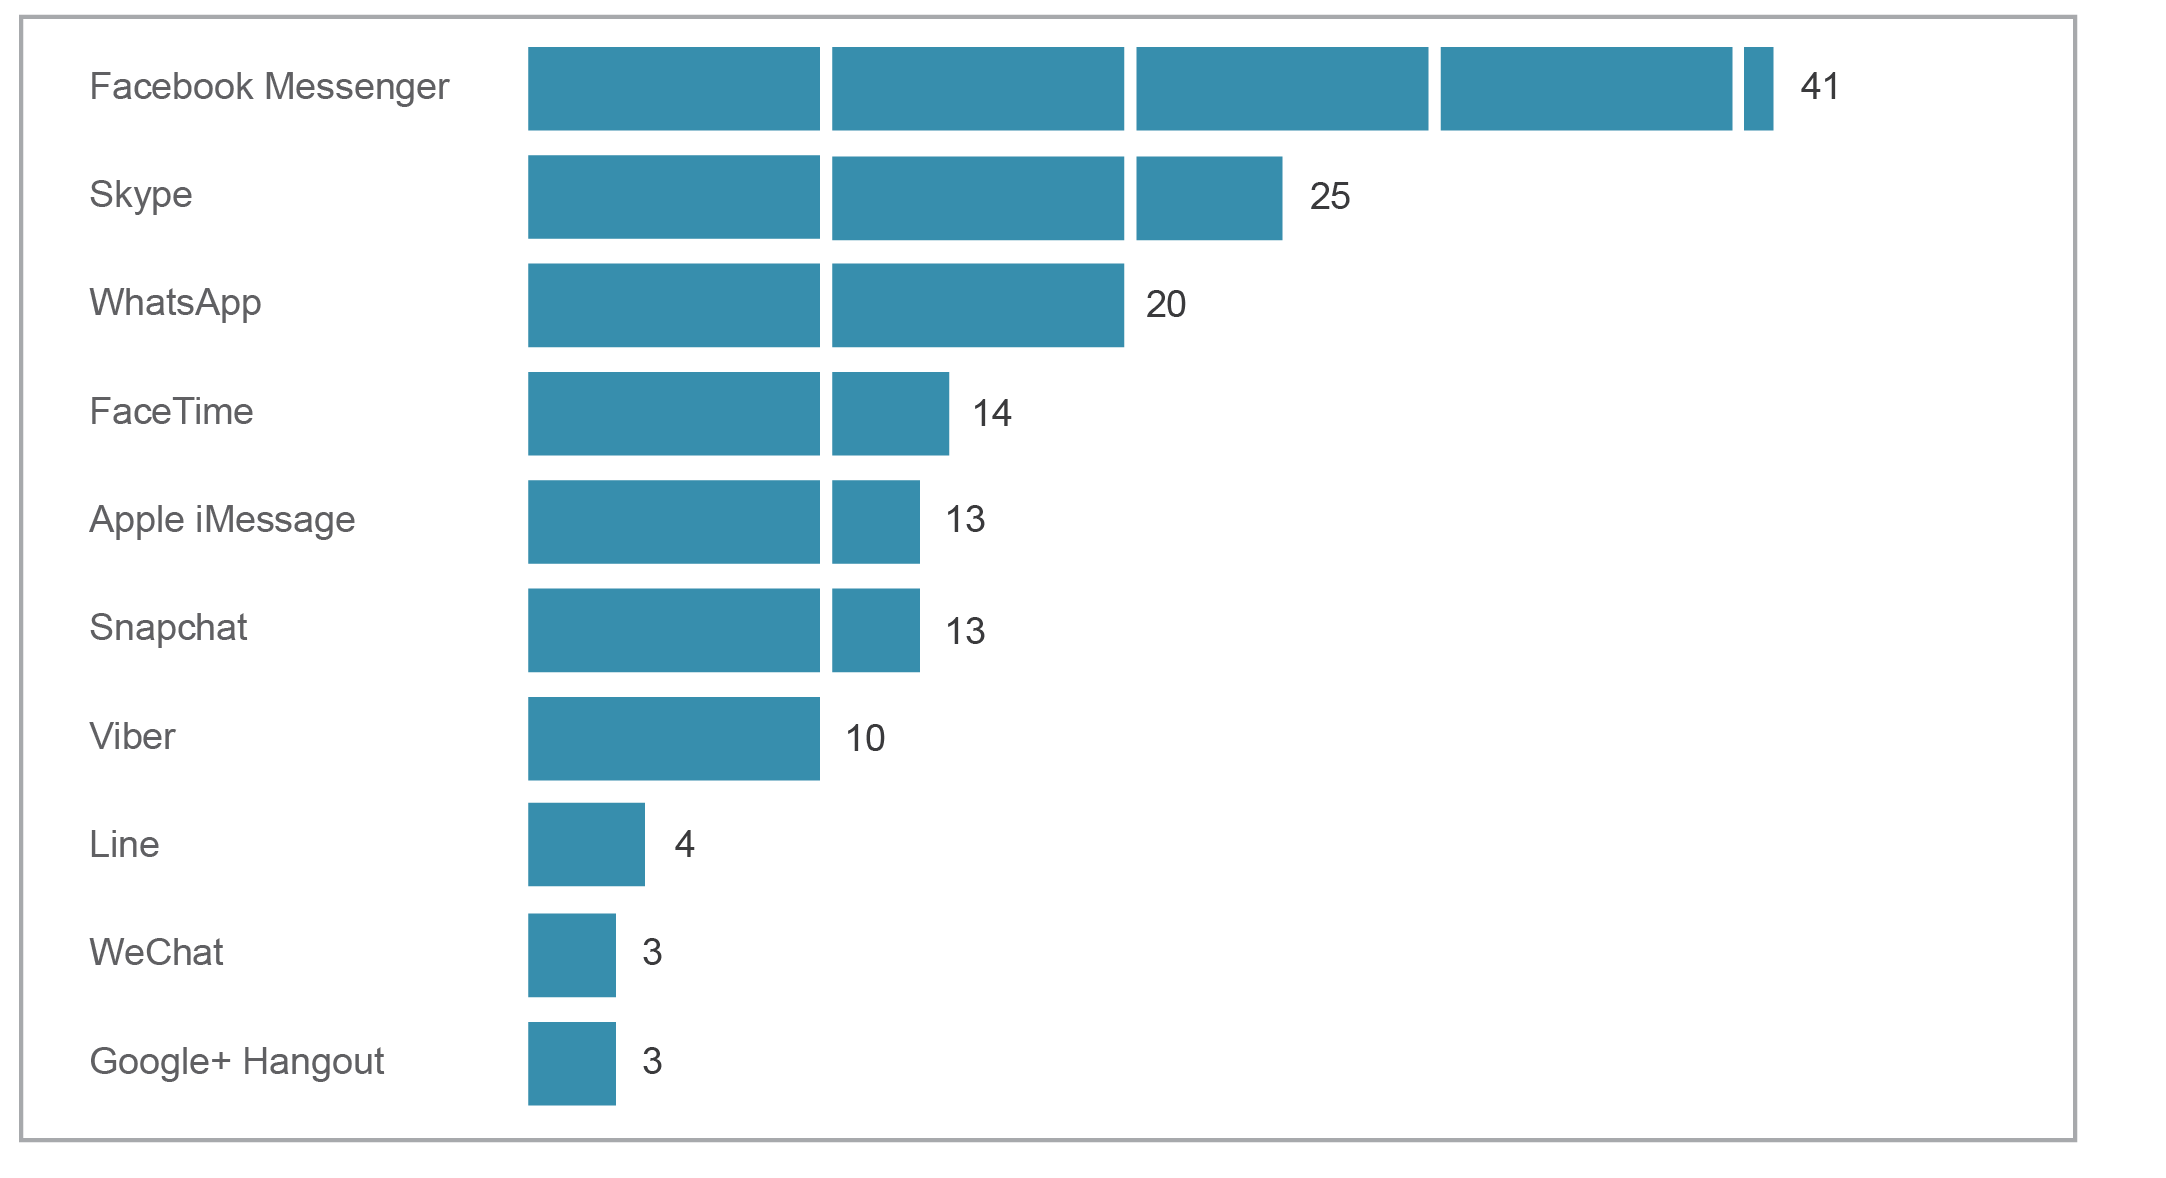 Facebook Messenger 41
Skype 25
WhatsApp 20
FaceTime 14
Apple iMessage 13
Snapchat 13
Viber 10
Line 4
WeChat 3
Google+ Hangout 3